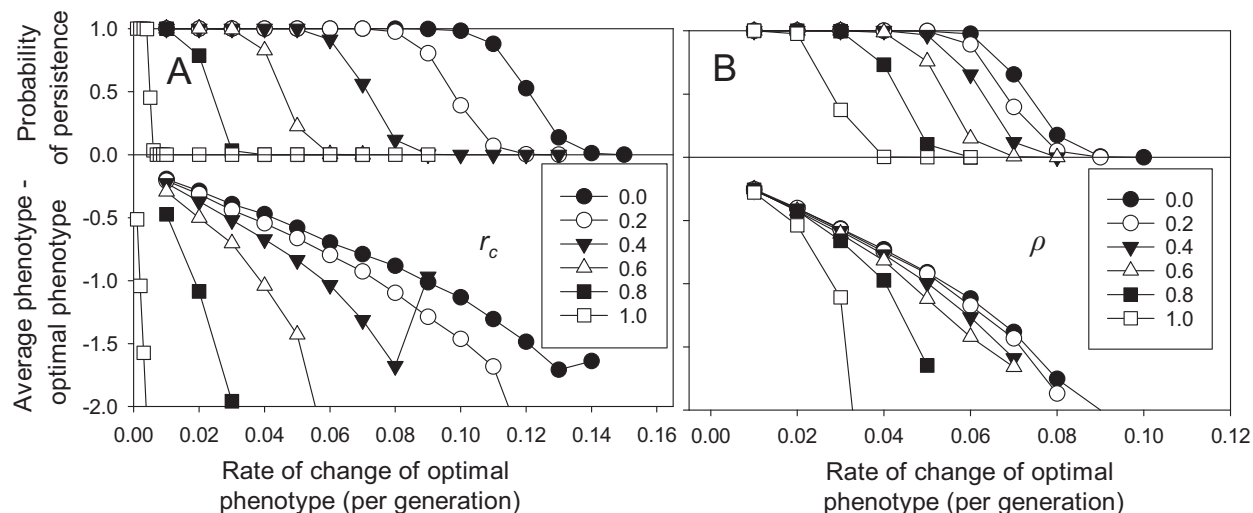 Probability
of persistence
1.0
0.5
0.0
A
B
Average phenotype -
optimal phenotype
-0.5
-1.0
-1.5
-2.0
r_c
0.0
0.2
0.4
0.6
0.8
1.0
ρ
0.0
0.2
0.4
0.6
0.8
1.0
0.00 0.02 0.04 0.06 0.08 0.10 0.12 0.14 0.16
0.00 0.02 0.04 0.06 0.08 0.10 0.12
Rate of change of optimal
phenotype (per generation)
Rate of change of optimal
phenotype (per generation)